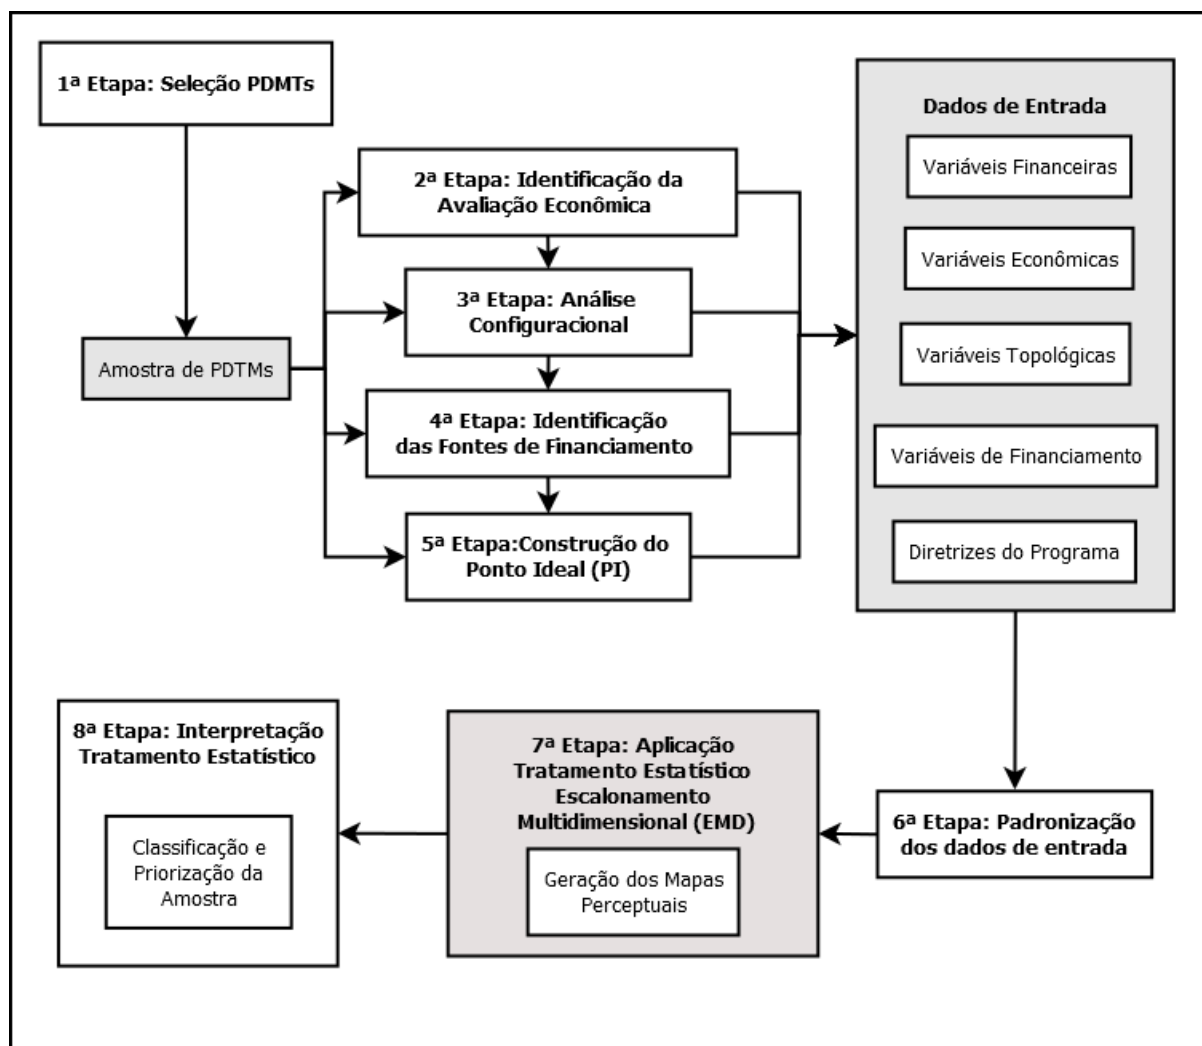 1ª Etapa: Seleção PDMTs
Amostra de PDTMs
2ª Etapa: Identificação da
Avaliação Econômica
3ª Etapa: Análise
Configuracional
4ª Etapa: Identificação
das Fontes de Financiamento
5ª Etapa:Construção do
Ponto Ideal (PI)
Dados de Entrada
Variáveis Financeiras
Variáveis Econômicas
Variáveis Topológicas
Variáveis de Financiamento
Diretrizes do Programa
6ª Etapa: Padronização
dos dados de entrada
7ª Etapa: Aplicação
Tratamento Estatístico
Escalonamento
Multidimensional (EMD)
Geração dos Mapas
Perceptuais
8ª Etapa: Interpretação
Tratamento Estatístico
Classificação e
Priorização da
Amostra